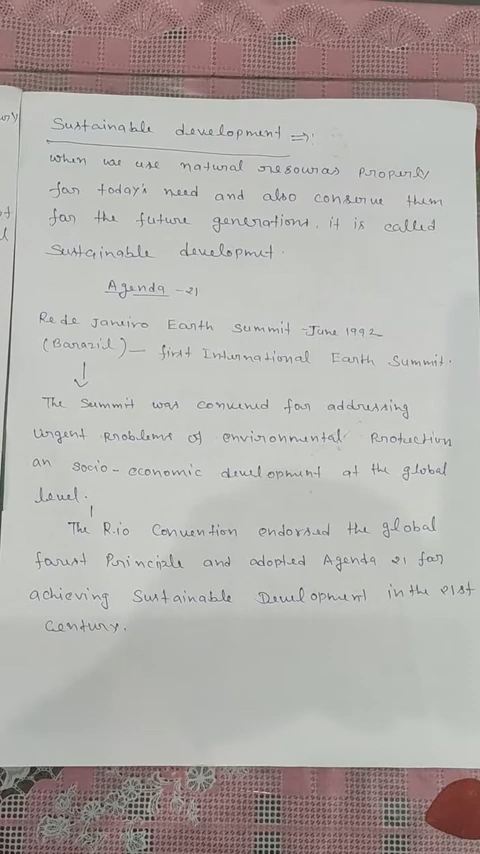 Sustainable development ⇒:
when we use natural resouras properly
for today's need and also conserve them
for the future generations, it is called
Sustainable developmet.
Agenda - 21
Re de Janeiro Earth Summit - June 1992
(Barazil) — first International Earth Summit.
↓
The Summit was convened for addressing
urgent problems of environmental protection
an socio - economic development at the global
level.
The R.io Convention endorsed the global
forest Principle and adopted Agenda 21 for
achieving Sustainable Development in the 21st
Century.